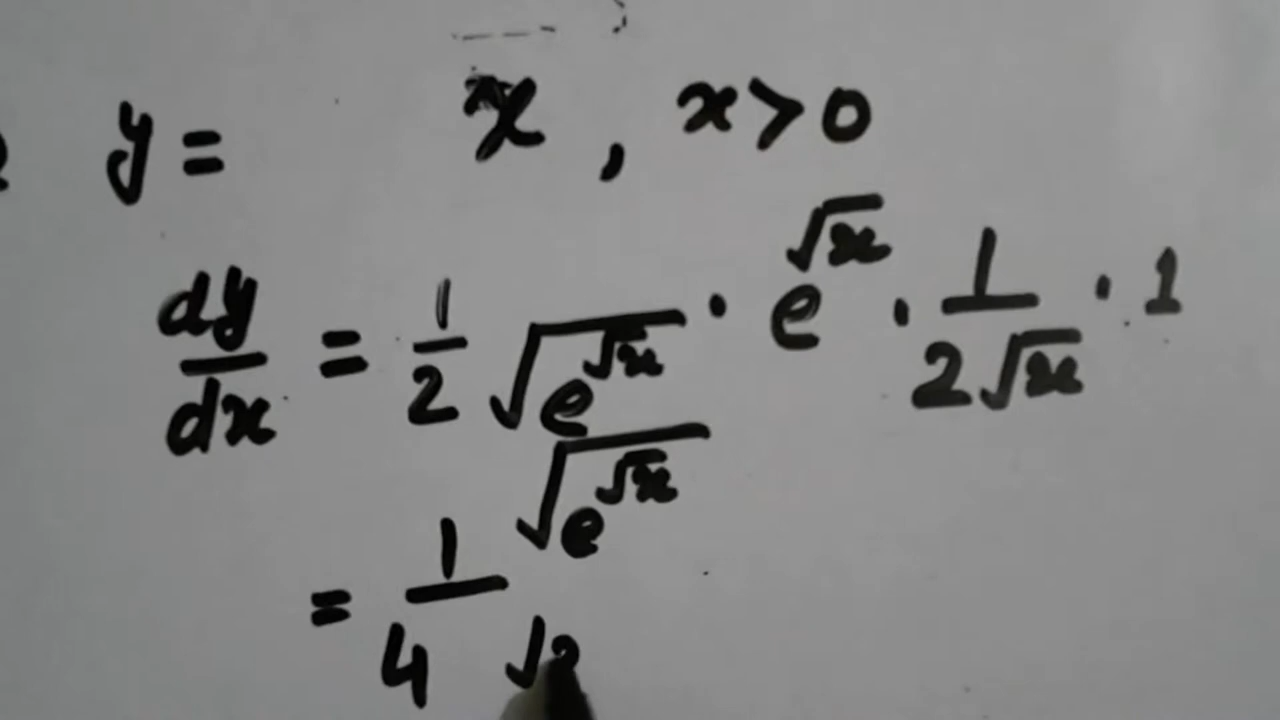 y = x , x > 0
dy/dx = 1/2 √(e^√x) · e^√x · 1/(2√x) · 1
= 1/4 √(e^√x) √